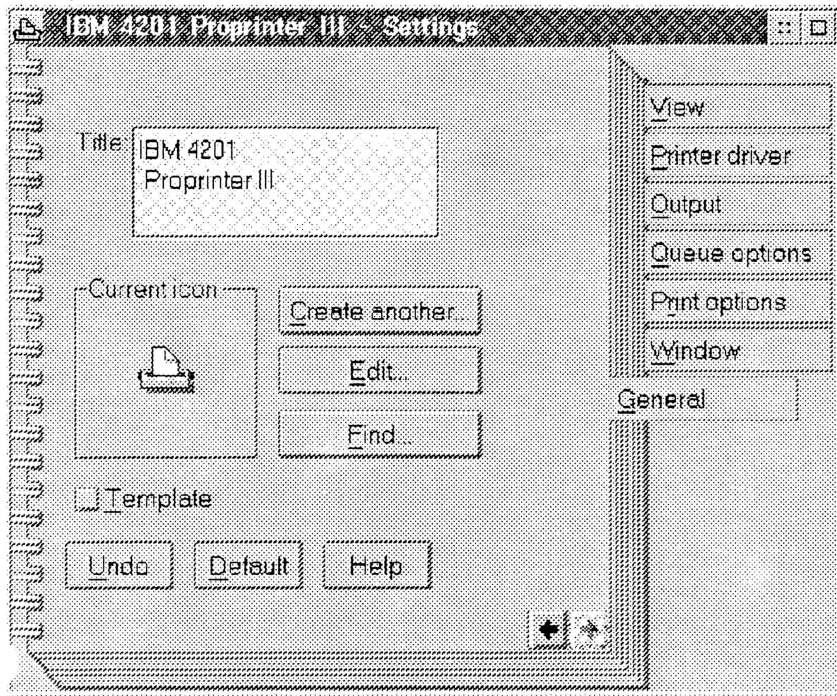 IBM 4201 Proprinter III - Settings
Title
IBM 4201
Proprinter III
Current icon
Create another...
Edit...
Find...
Template
Undo
Default
Help
View
Printer driver
Output
Queue options
Print options
Window
General